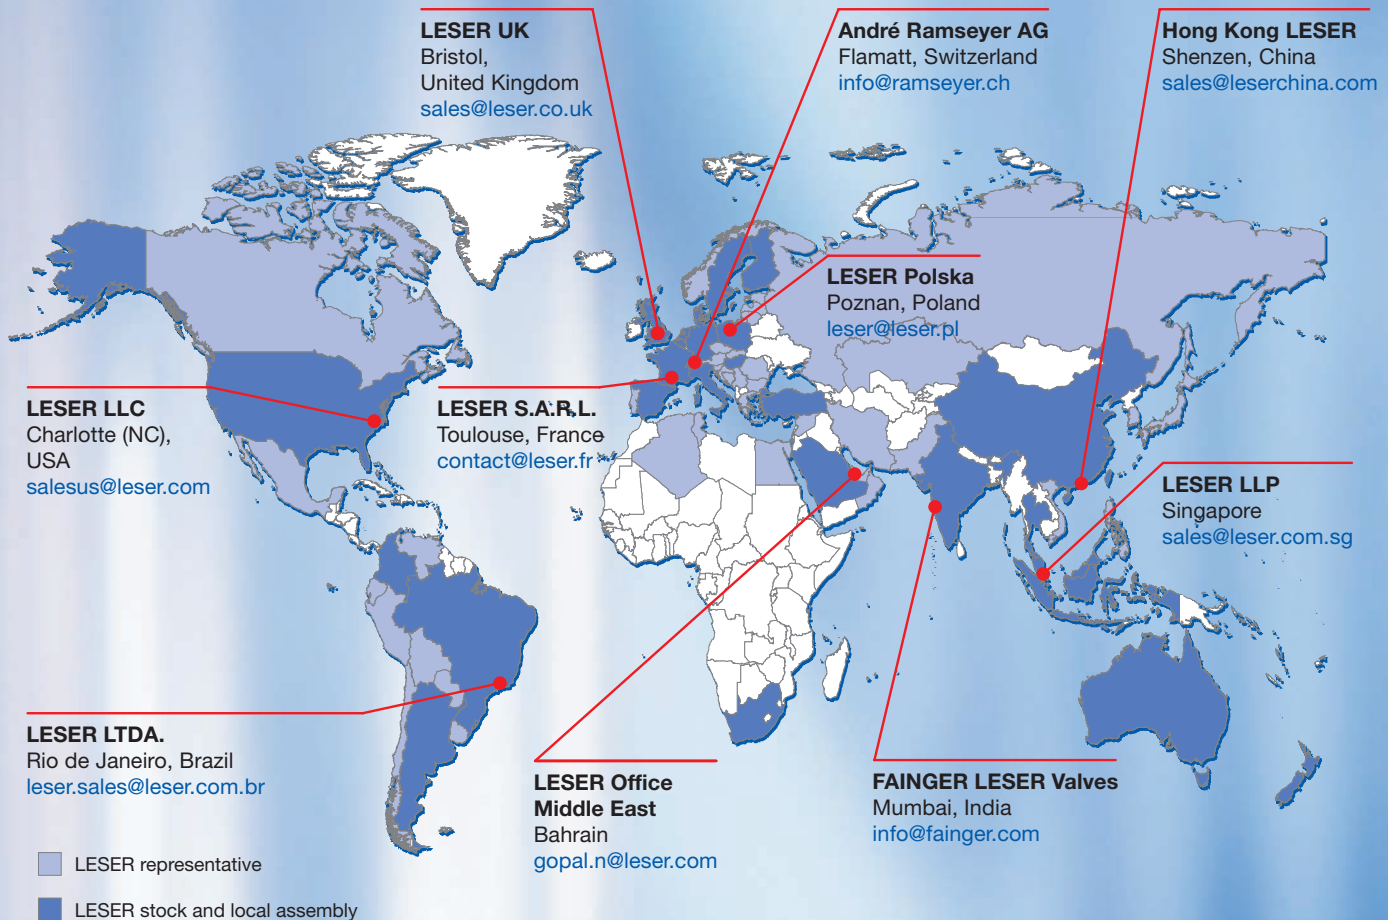 LESER UK
Bristol,
United Kingdom
sales@leser.co.uk
André Ramseyer AG
Flamatt, Switzerland
info@ramseyer.ch
Hong Kong LESER
Shenzen, China
sales@leserchina.com
LESER Polska
Poznan, Poland
leser@leser.pl
LESER LLC
Charlotte (NC),
USA
salesus@leser.com
LESER S.A.R.L.
Toulouse, France
contact@leser.fr
LESER LLP
Singapore
sales@leser.com.sg
LESER LTDA.
Rio de Janeiro, Brazil
leser.sales@leser.com.br
LESER Office
Middle East
Bahrain
gopal.n@leser.com
FAINGER LESER Valves
Mumbai, India
info@fainger.com
LESER representative
LESER stock and local assembly